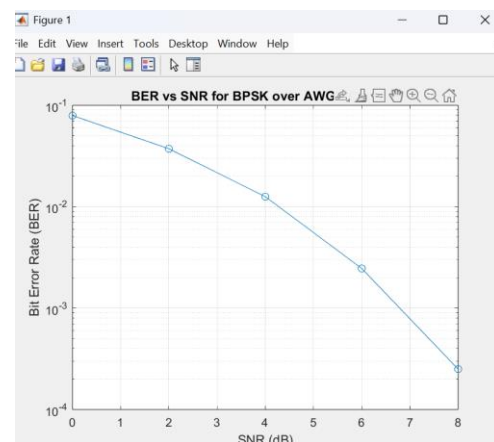 Figure 1
File Edit View Insert Tools Desktop Window Help
BER vs SNR for BPSK over AWG
10-1
10-2
10-3
10-4
Bit Error Rate (BER)
0 1 2 3 4 5 6 7 8
SNR (dB)